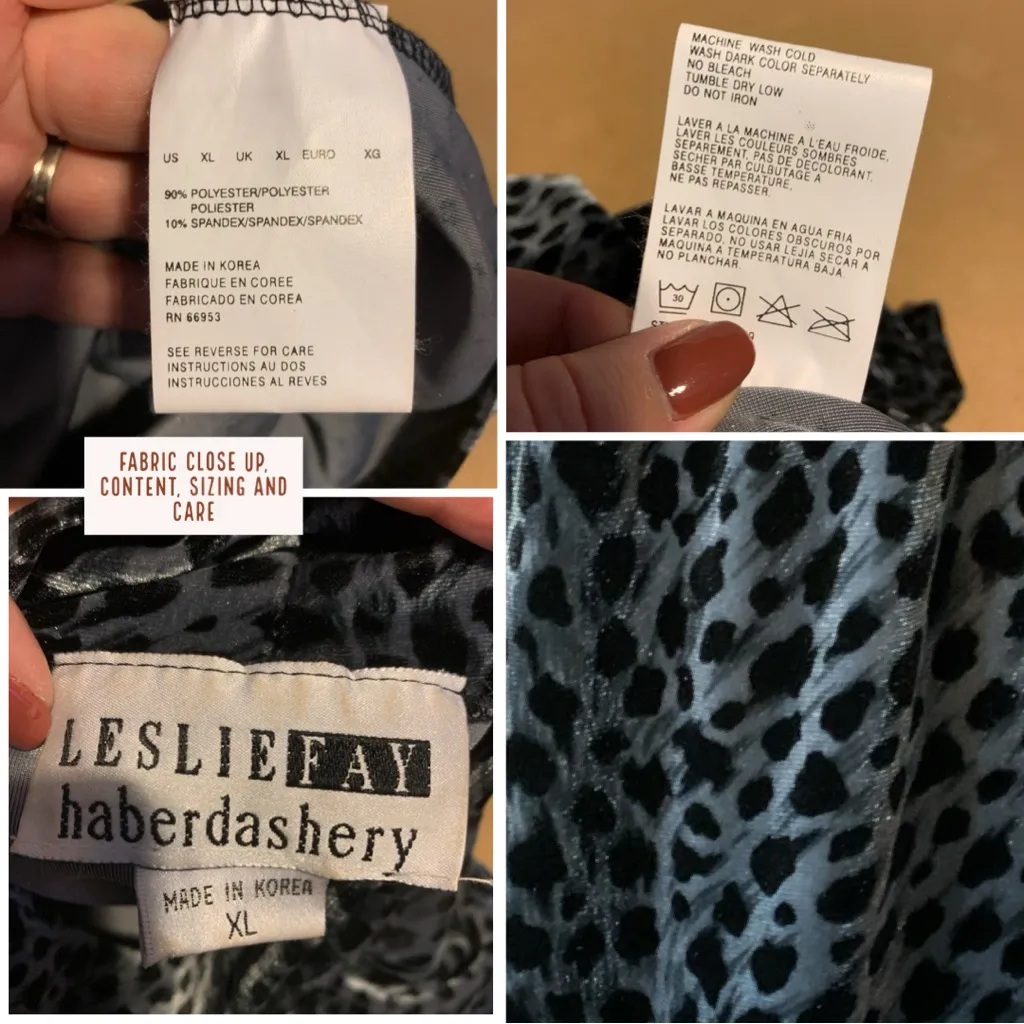 US XL UK XL EURO XG
90% POLYESTER/POLYESTER
POLIESTER
10% SPANDEX/SPANDEX/SPANDEX
MADE IN KOREA
FABRIQUE EN COREE
FABRICADO EN COREA
RN 66953
SEE REVERSE FOR CARE
INSTRUCTIONS AU DOS
INSTRUCCIONES AL REVES
MACHINE WASH COLD
WASH DARK COLOR SEPARATELY
NO BLEACH
TUMBLE DRY LOW
DO NOT IRON
LAVER A LA MACHINE A L'EAU FROIDE,
LAVER LES COULEURS SOMBRES
SEPAREMENT, PAS DE DECOLORANT,
SECHER PAR CULBUTAGE A
BASSE TEMPERATURE,
NE PAS REPASSER.
LAVAR A MAQUINA EN AGUA FRIA
LAVAR LOS COLORES OBSCUROS POR
SEPARADO, NO USAR LEJIA SECAR A
MAQUINA A TEMPERATURA BAJA.
NO PLANCHAR.
30
FABRIC CLOSE UP,
CONTENT, SIZING AND
CARE
LESLIE FAY
haberdashery
MADE IN KOREA
XL